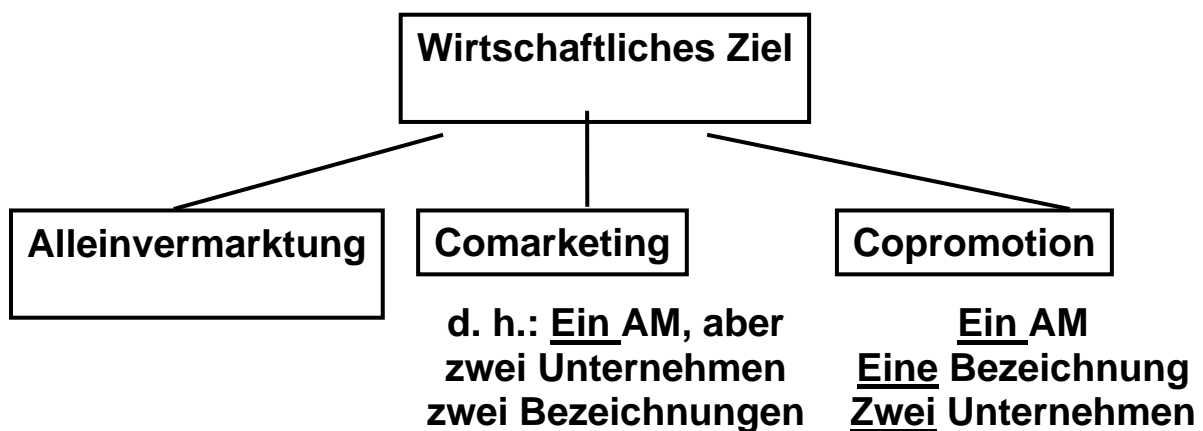 Wirtschaftliches Ziel
Alleinvermarktung
Comarketing
d. h.: Ein AM, aber
zwei Unternehmen
zwei Bezeichnungen
Copromotion
Ein AM
Eine Bezeichnung
Zwei Unternehmen